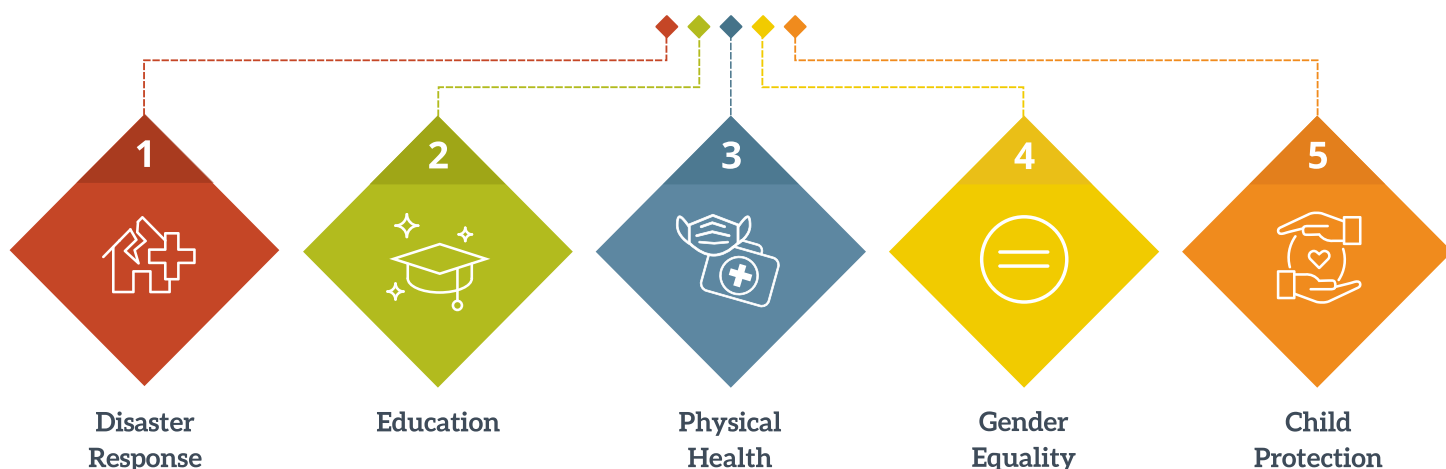 1
2
3
4
5
Disaster
Response
Education
Physical
Health
Gender
Equality
Child
Protection